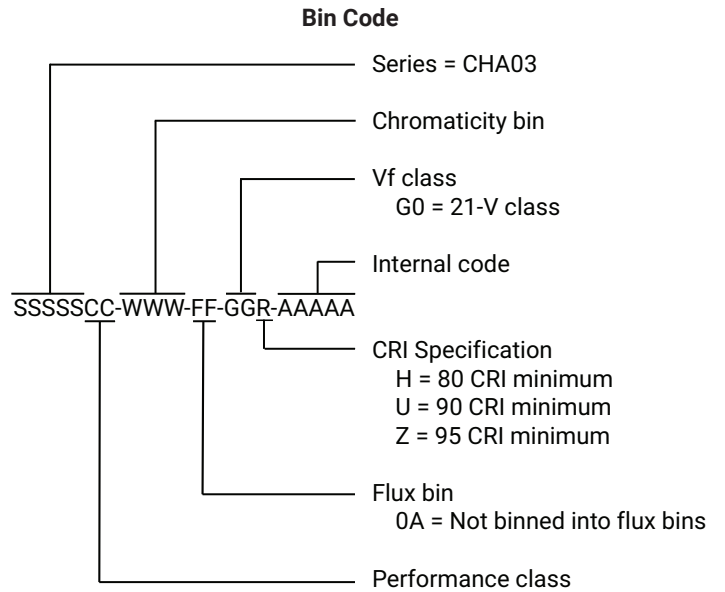 Bin Code
Series = CHA03
Chromaticity bin
Vf class
G0 = 21-V class
Internal code
SSSSSCC-WWW-FF-GGR-AAAAA
CRI Specification
H = 80 CRI minimum
U = 90 CRI minimum
Z = 95 CRI minimum
Flux bin
0A = Not binned into flux bins
Performance class